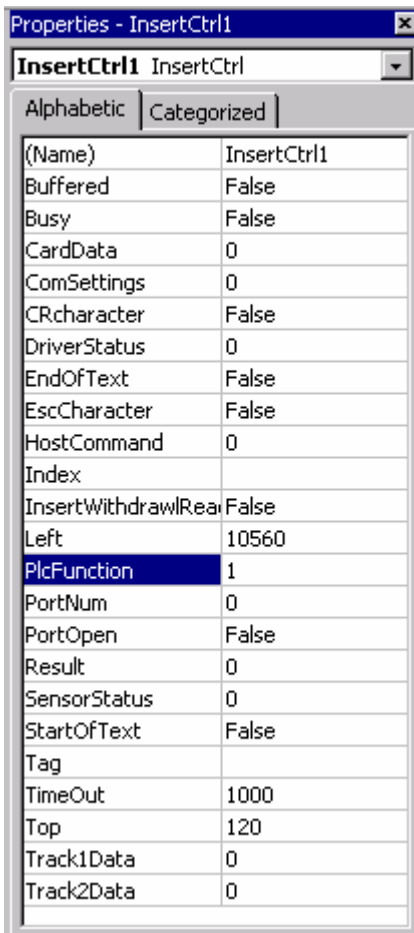 Properties - InsertCtrl1
InsertCtrl1 InsertCtrl
Alphabetic Categorized
(Name) InsertCtrl1
Buffered False
Busy False
CardData 0
ComSettings 0
CRcharacter False
DriverStatus 0
EndOfText False
EscCharacter False
HostCommand 0
Index
InsertWithdrawlRea False
Left 10560
PlcFunction 1
PortNum 0
PortOpen False
Result 0
SensorStatus 0
StartOfText False
Tag
TimeOut 1000
Top 120
Track1Data 0
Track2Data 0